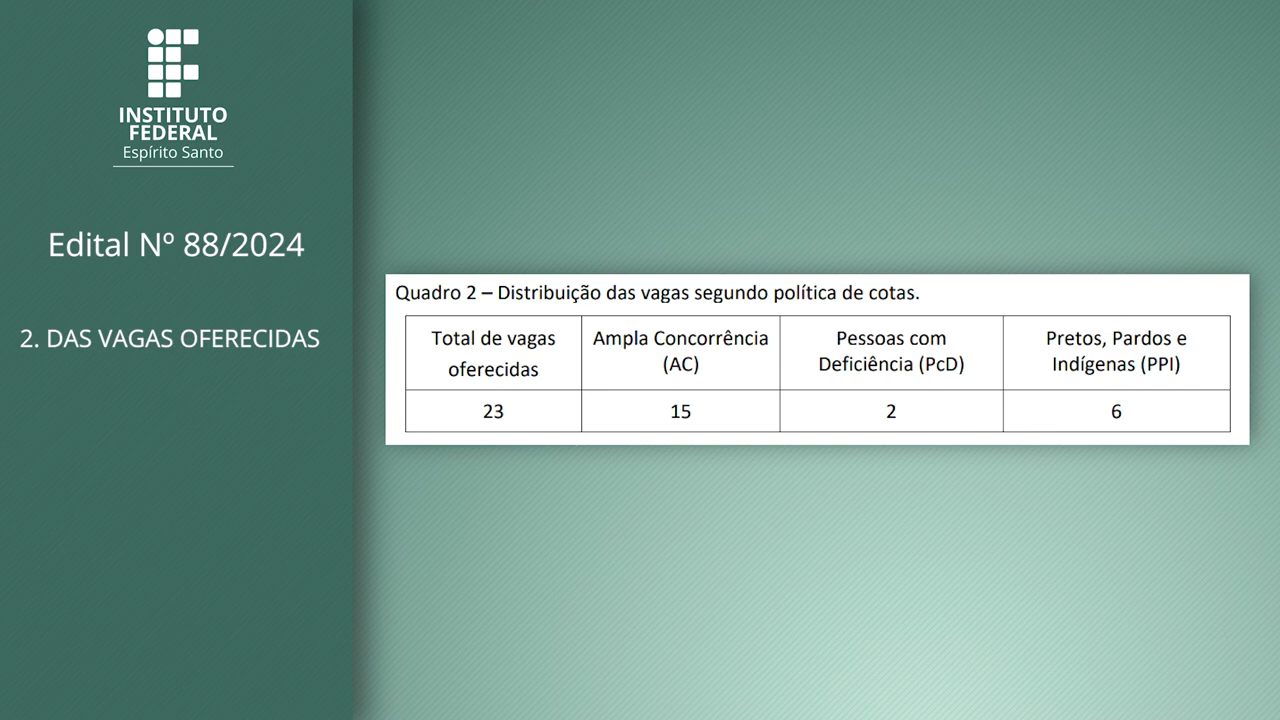 INSTITUTO
FEDERAL
Espírito Santo
Edital Nº 88/2024
2. DAS VAGAS OFERECIDAS
Quadro 2 – Distribuição das vagas segundo política de cotas.
Total de vagas
oferecidas
Ampla Concorrência
(AC)
Pessoas com
Deficiência (PcD)
Pretos, Pardos e
Indígenas (PPI)
23
15
2
6